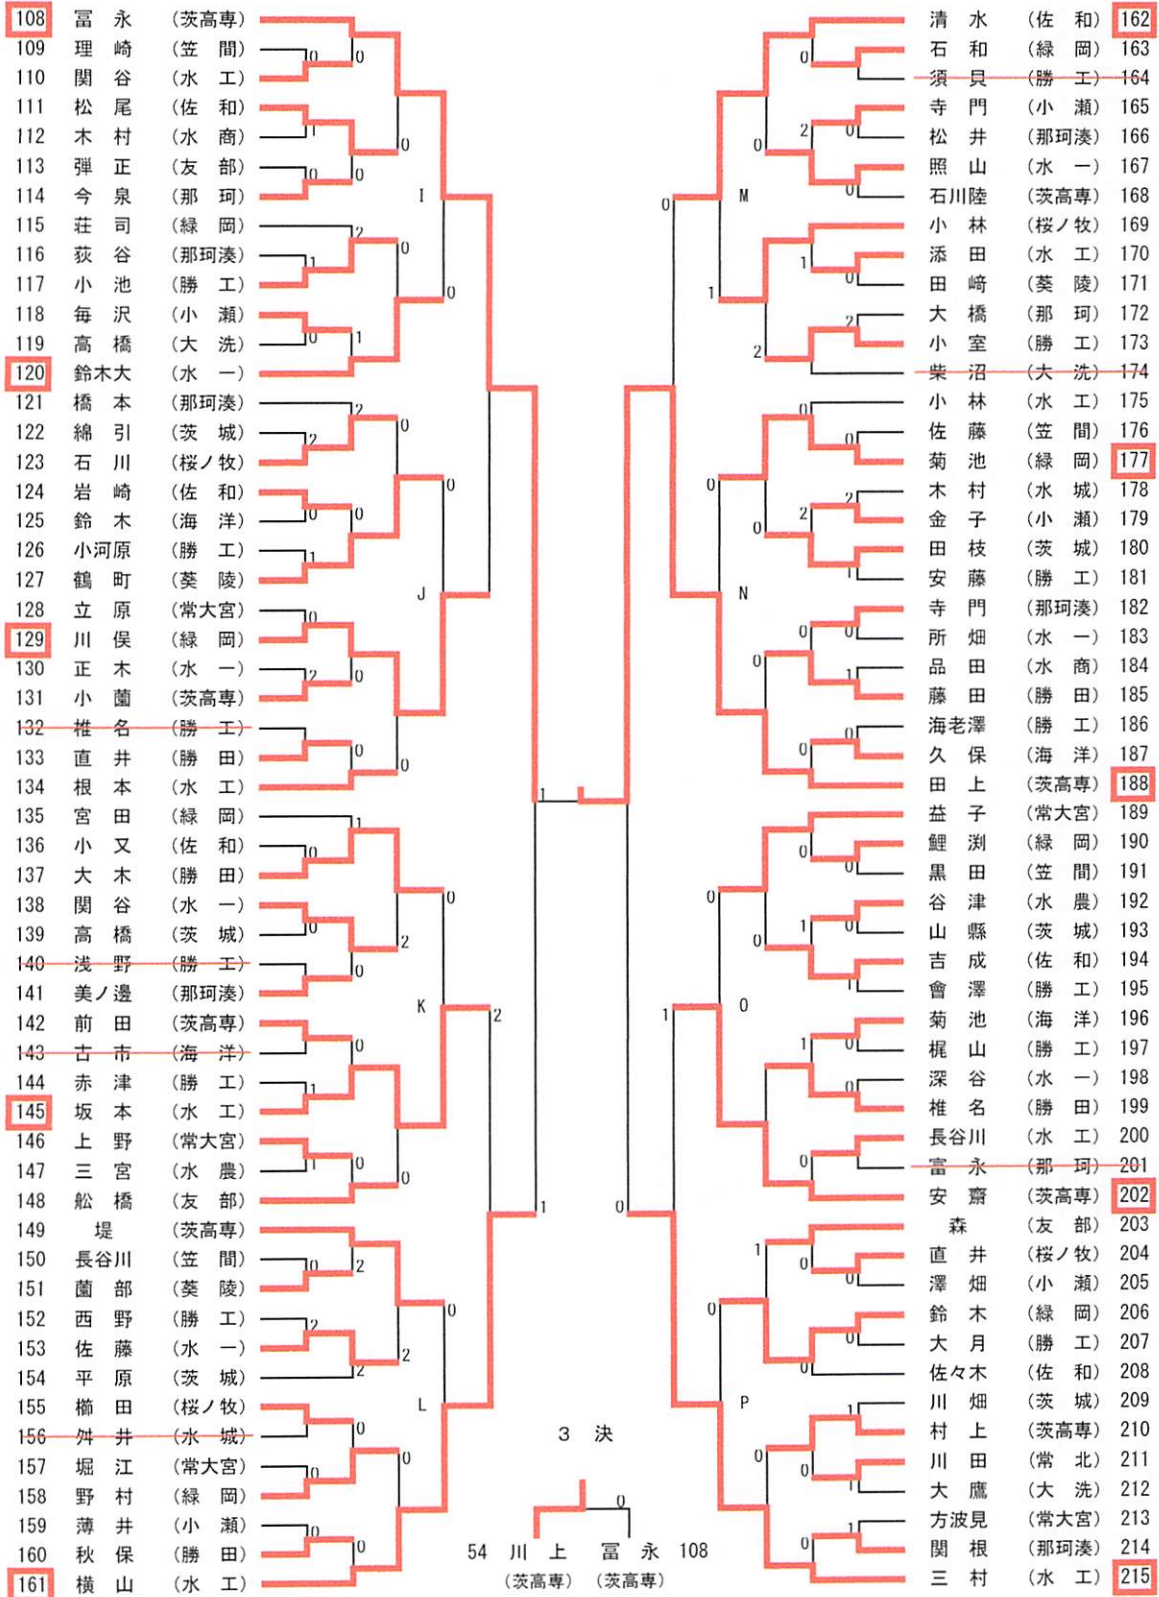 108 冨永 (茨高専)
109 理崎 (笠間)
110 関谷 (水工)
111 松尾 (佐和)
112 木村 (水商)
113 弾正 (友部)
114 今泉 (那珂)
115 荘司 (緑岡)
116 荻谷 (那珂湊)
117 小池 (勝工)
118 毎沢 (小瀬)
119 高橋 (大洗)
120 鈴木大 (水一)
121 橋本 (那珂湊)
122 綿引 (茨城)
123 石川 (桜ノ牧)
124 岩崎 (佐和)
125 鈴木 (海洋)
126 小河原 (勝工)
127 鶴町 (葵陵)
128 立原 (常大宮)
129 川俣 (緑岡)
130 正木 (水一)
131 小薗 (茨高専)
132 椎名 (勝工)
133 直井 (勝田)
134 根本 (水工)
135 宮田 (緑岡)
136 小又 (佐和)
137 大木 (勝田)
138 関谷 (水一)
139 高橋 (茨城)
140 浅野 (勝工)
141 美ノ邊 (那珂湊)
142 前田 (茨高専)
143 古市 (海洋)
144 赤津 (勝工)
145 坂本 (水工)
146 上野 (常大宮)
147 三宮 (水農)
148 舩橋 (友部)
149 堤 (茨高専)
150 長谷川 (笠間)
151 薗部 (葵陵)
152 西野 (勝工)
153 佐藤 (水一)
154 平原 (茨城)
155 櫛田 (桜ノ牧)
156 舛井 (水城)
157 堀江 (常大宮)
158 野村 (緑岡)
159 薄井 (小瀬)
160 秋保 (勝田)
161 横山 (水工)
I
J
K
L
M
N
O
P
清水 (佐和) 162
石和 (緑岡) 163
須貝 (勝工) 164
寺門 (小瀬) 165
松井 (那珂湊) 166
照山 (水一) 167
石川陸 (茨高専) 168
小林 (桜ノ牧) 169
添田 (水工) 170
田﨑 (葵陵) 171
大橋 (那珂) 172
小室 (勝工) 173
柴沼 (大洗) 174
小林 (水工) 175
佐藤 (笠間) 176
菊池 (緑岡) 177
木村 (水城) 178
金子 (小瀬) 179
田枝 (茨城) 180
安藤 (勝工) 181
寺門 (那珂湊) 182
所畑 (水一) 183
品田 (水商) 184
藤田 (勝田) 185
海老澤 (勝工) 186
久保 (海洋) 187
田上 (茨高専) 188
益子 (常大宮) 189
鯉渕 (緑岡) 190
黒田 (笠間) 191
谷津 (水農) 192
山縣 (茨城) 193
吉成 (佐和) 194
會澤 (勝工) 195
菊池 (海洋) 196
梶山 (勝工) 197
深谷 (水一) 198
椎名 (勝田) 199
長谷川 (水工) 200
富永 (那珂) 201
安齋 (茨高専) 202
森 (友部) 203
直井 (桜ノ牧) 204
澤畑 (小瀬) 205
鈴木 (緑岡) 206
大月 (勝工) 207
佐々木 (佐和) 208
川畑 (茨城) 209
村上 (茨高専) 210
川田 (常北) 211
大鷹 (大洗) 212
方波見 (常大宮) 213
関根 (那珂湊) 214
三村 (水工) 215
3決
0
54 川上 冨永 108
(茨高専) (茨高専)